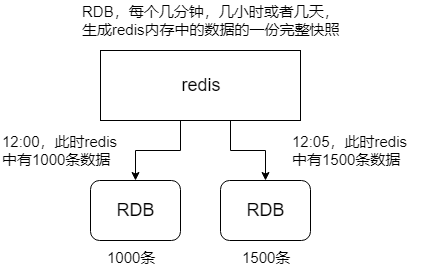 RDB，每个几分钟，几小时或者几天，
生成redis内存中的数据的一份完整快照
redis
12:00，此时redis
中有1000条数据
12:05，此时redis
中有1500条数据
RDB
RDB
1000条
1500条